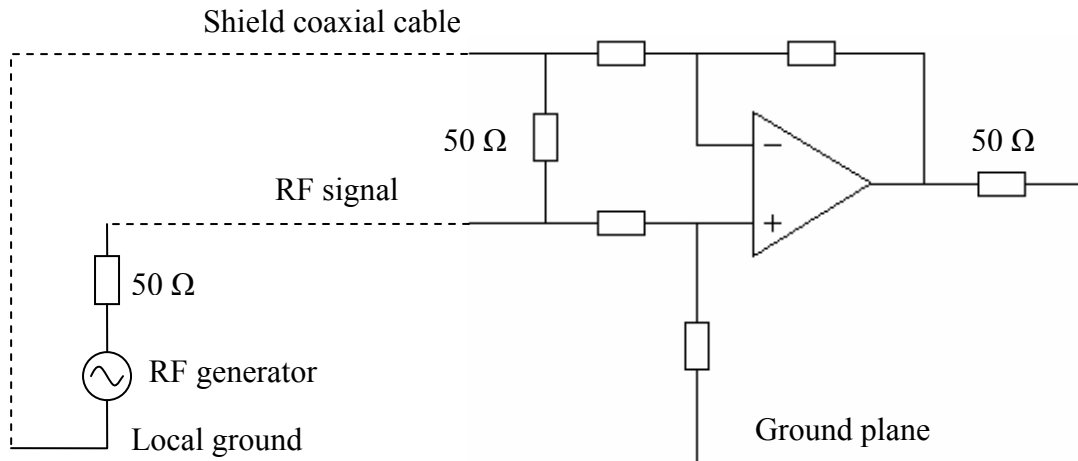 Shield coaxial cable
50 Ω
50 Ω
−
RF signal
+
50 Ω
RF generator
Local ground
Ground plane